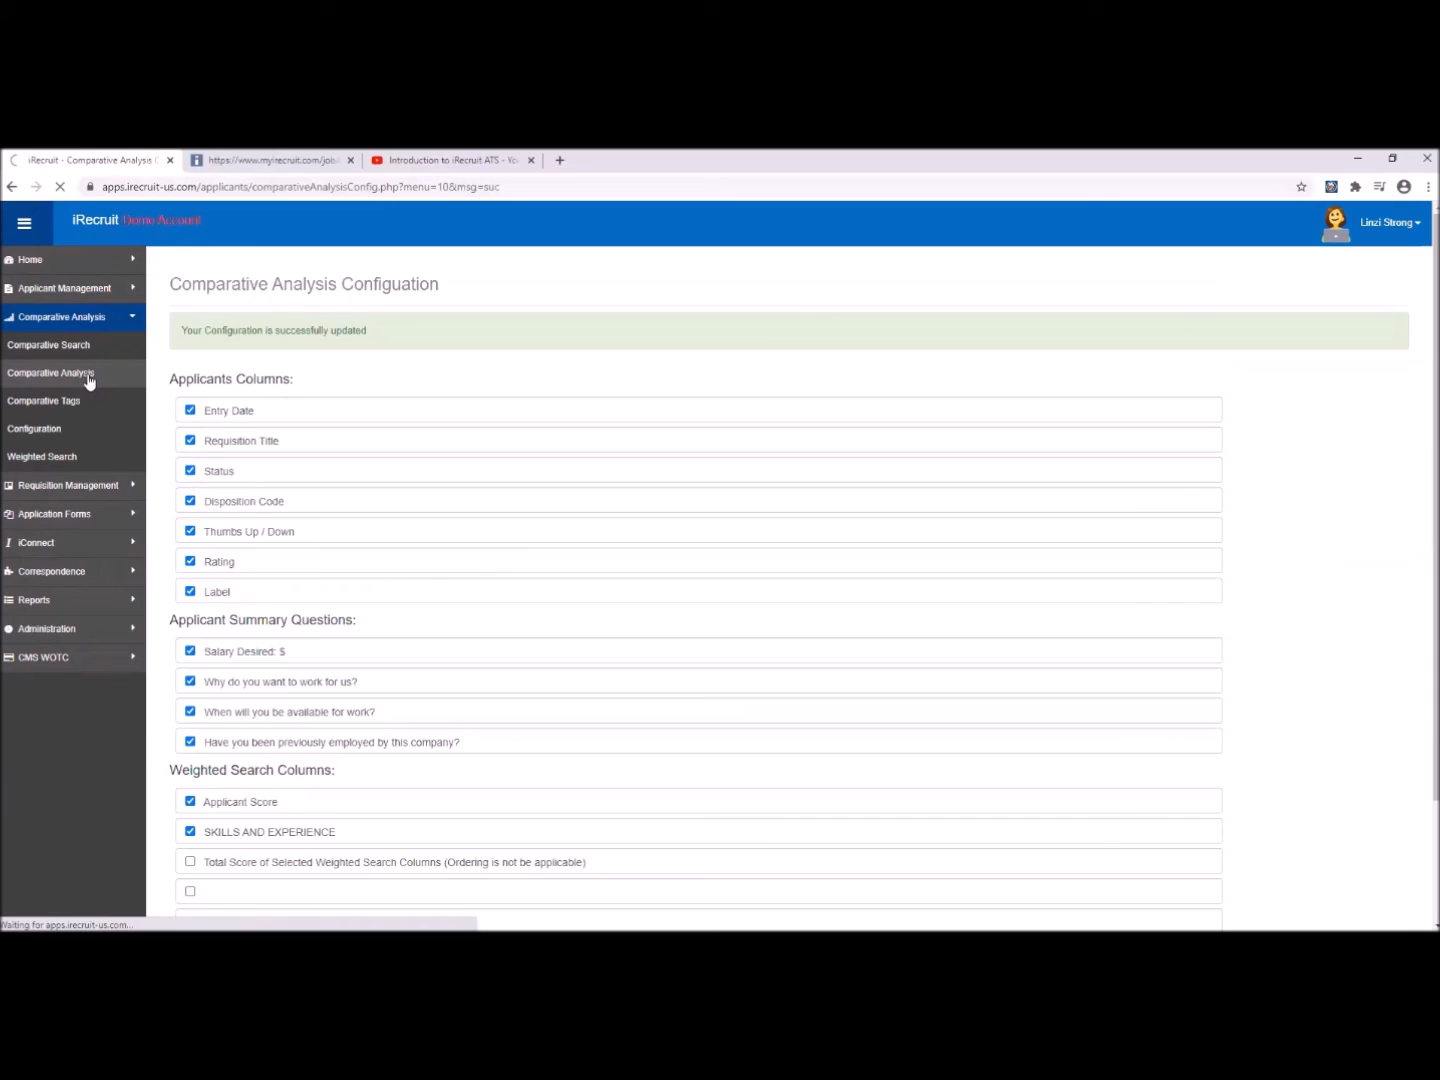 iRecruit - Comparative Analysis C
https://www.myirecruit.com/job
Introduction to iRecruit ATS - Yo
apps.irecruit-us.com/applicants/comparativeAnalysisConfig.php?menu=10&msg=suc
iRecruit Demo Account
Linzi Strong
Home
Applicant Management
Comparative Analysis
Comparative Search
Comparative Analysis
Comparative Tags
Configuration
Weighted Search
Requisition Management
Application Forms
iConnect
Correspondence
Reports
Administration
CMS WOTC
Comparative Analysis Configuation
Your Configuration is successfully updated
Applicants Columns:
Entry Date
Requisition Title
Status
Disposition Code
Thumbs Up / Down
Rating
Label
Applicant Summary Questions:
Salary Desired: $
Why do you want to work for us?
When will you be available for work?
Have you been previously employed by this company?
Weighted Search Columns:
Applicant Score
SKILLS AND EXPERIENCE
Total Score of Selected Weighted Search Columns (Ordering is not be applicable)
Waiting for apps.irecruit-us.com...